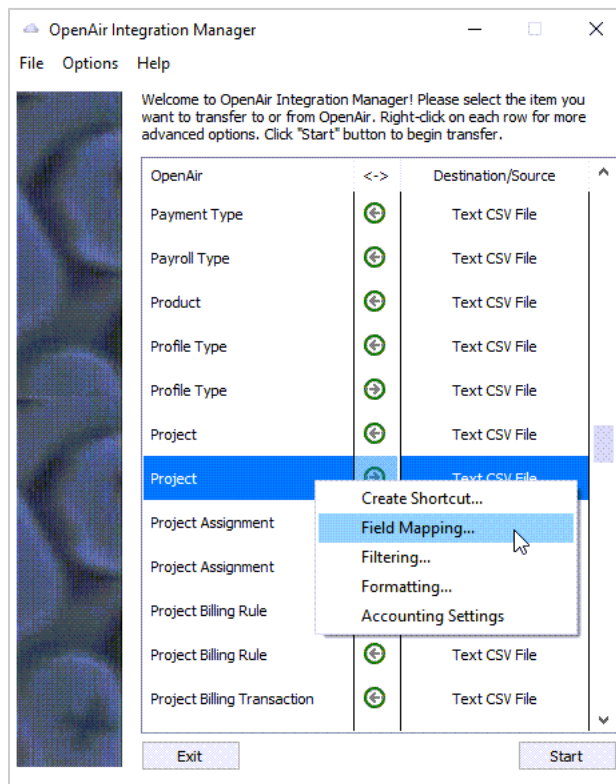 OpenAir Integration Manager
File Options Help
Welcome to OpenAir Integration Manager! Please select the item you
want to transfer to or from OpenAir. Right-click on each row for more
advanced options. Click "Start" button to begin transfer.
OpenAir <-> Destination/Source
Payment Type Text CSV File
Payroll Type Text CSV File
Product Text CSV File
Profile Type Text CSV File
Profile Type Text CSV File
Project Text CSV File
Project Text CSV File
Create Shortcut...
Project Assignment
Field Mapping...
Filtering...
Project Assignment
Formatting...
Project Billing Rule
Accounting Settings
Project Billing Rule Text CSV File
Project Billing Transaction Text CSV File
Exit Start